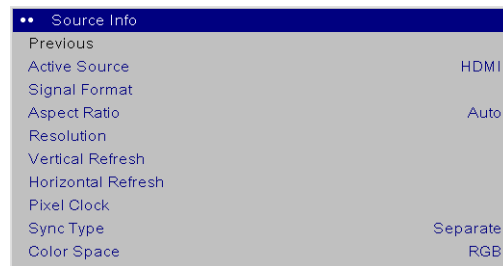 •• Source Info
Previous
Active Source HDMI
Signal Format
Aspect Ratio Auto
Resolution
Vertical Refresh
Horizontal Refresh
Pixel Clock
Sync Type Separate
Color Space RGB